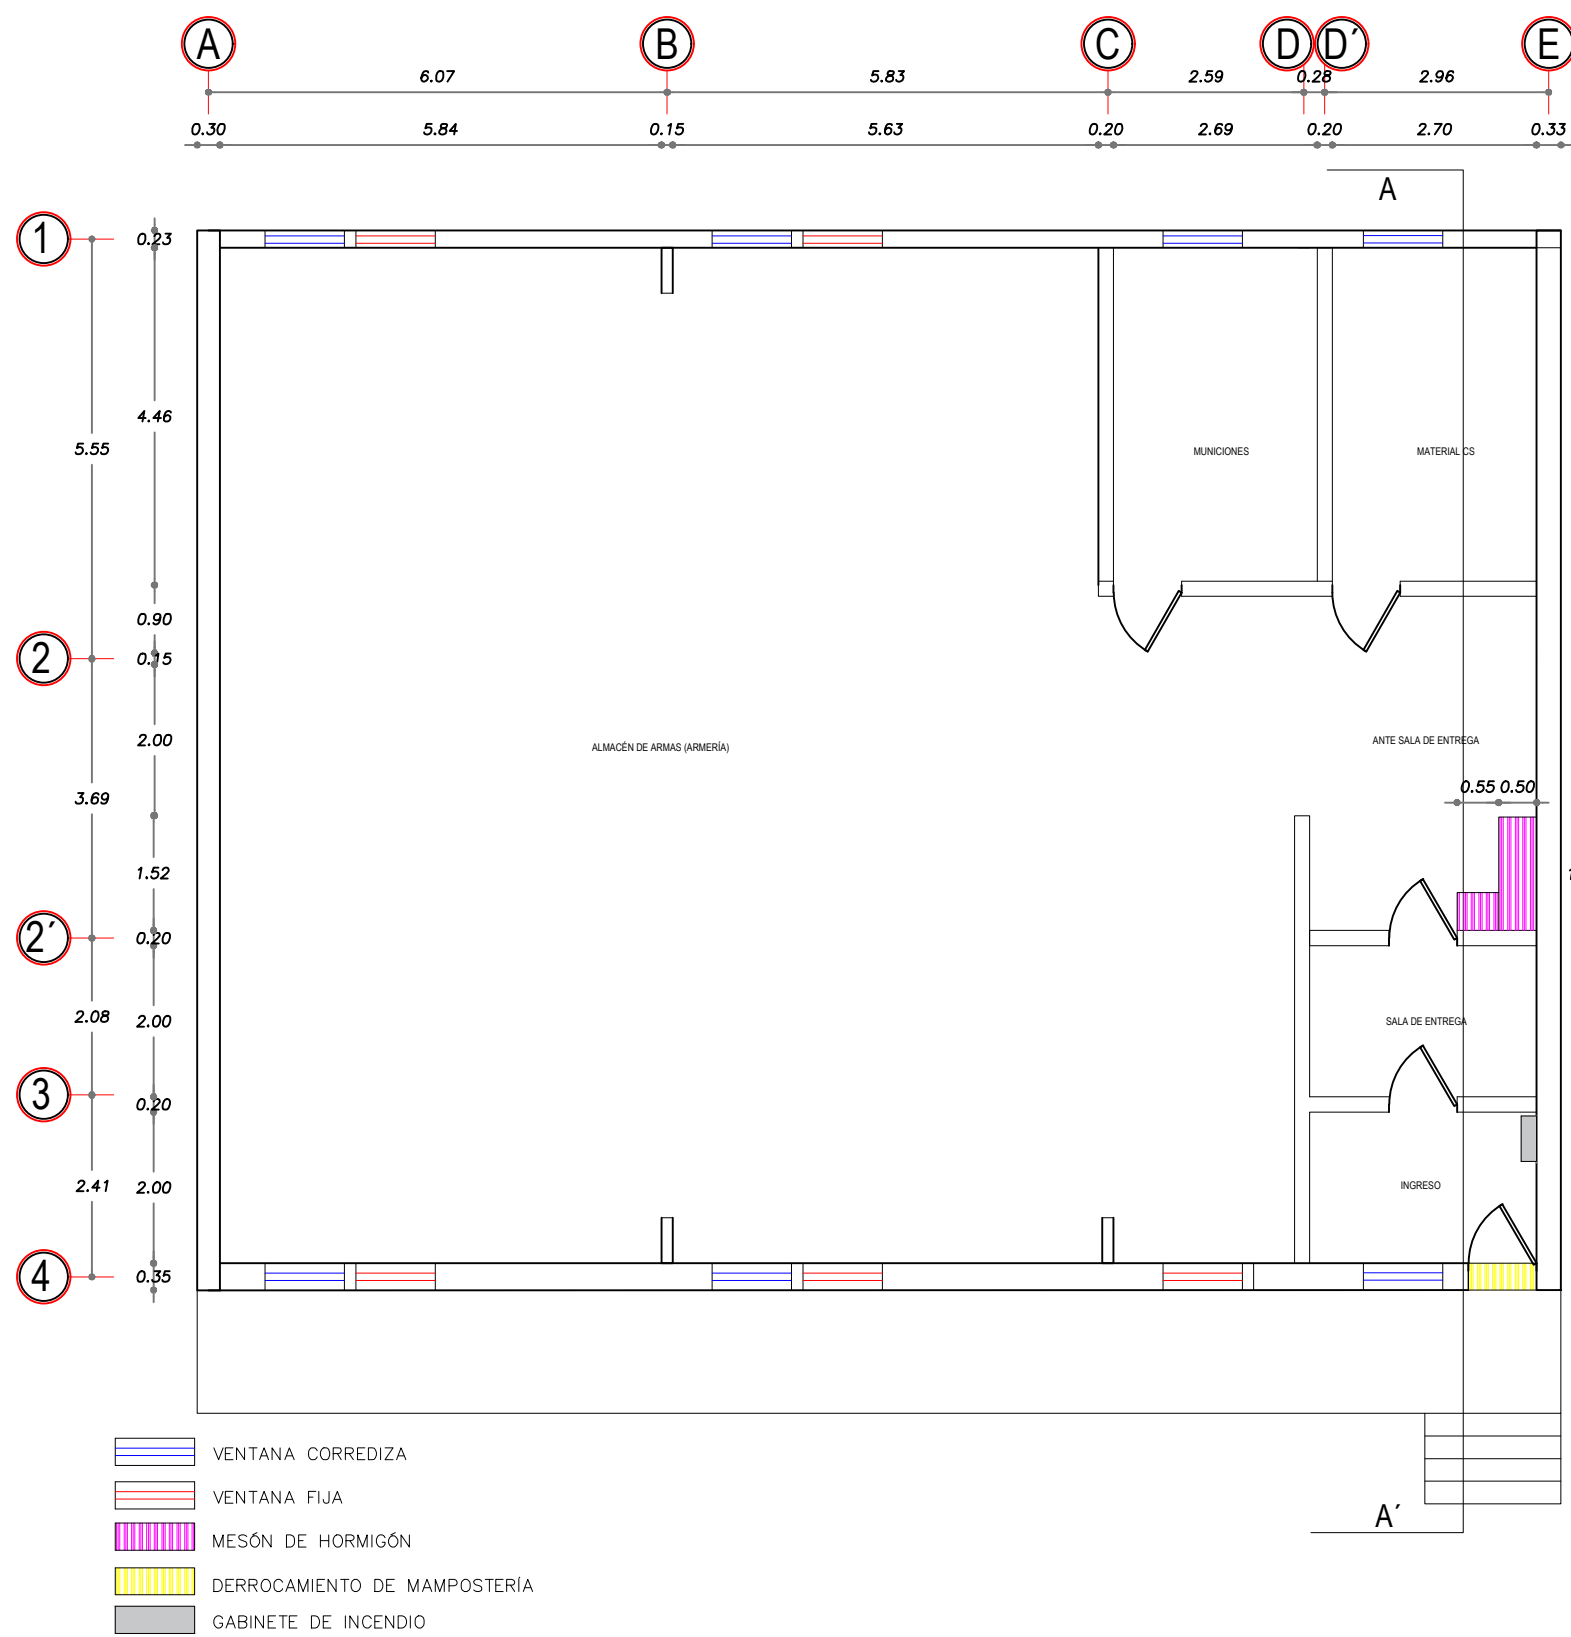 A B C D D´ E
6.07 5.83 2.59 0.28 2.96
0.30 5.84 0.15 5.63 0.20 2.69 0.20 2.70 0.33
A
1
0.23
4.46
5.55
MUNICIONES MATERIAL CS
0.90
2
0.15
2.00
ALMACÉN DE ARMAS (ARMERÍA)
ANTE SALA DE ENTREGA
0.55 0.50
3.69
1.52
2´
0.20
2.08
2.00
SALA DE ENTREGA
3
0.20
2.41
2.00
INGRESO
4
0.35
VENTANA CORREDIZA
VENTANA FIJA
A´
MESÓN DE HORMIGÓN
DERROCAMIENTO DE MAMPOSTERÍA
GABINETE DE INCENDIO